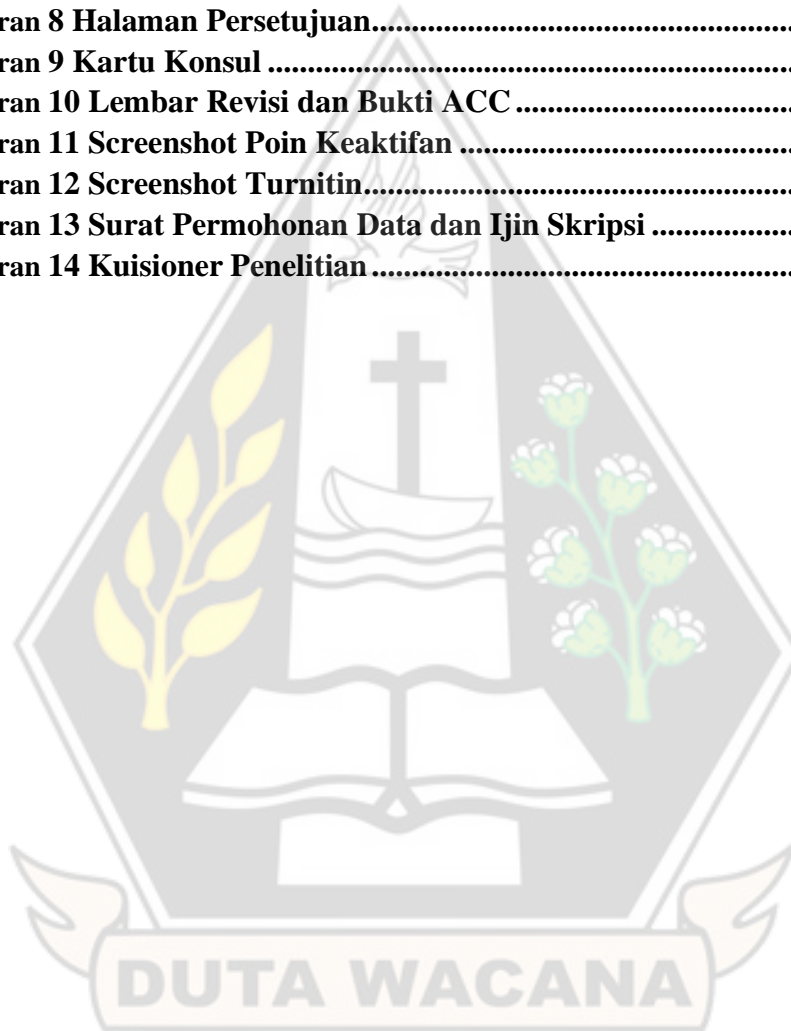 ran 8 Halaman Persetujuan..............................................................
ran 9 Kartu Konsul ............................................................................
ran 10 Lembar Revisi dan Bukti ACC ........................................
ran 11 Screenshot Poin Keaktifan ................................................
ran 12 Screenshot Turnitin..............................................................
ran 13 Surat Permohonan Data dan Ijin Skripsi ....................
ran 14 Kuisioner Penelitian.............................................................
DUTA WACANA